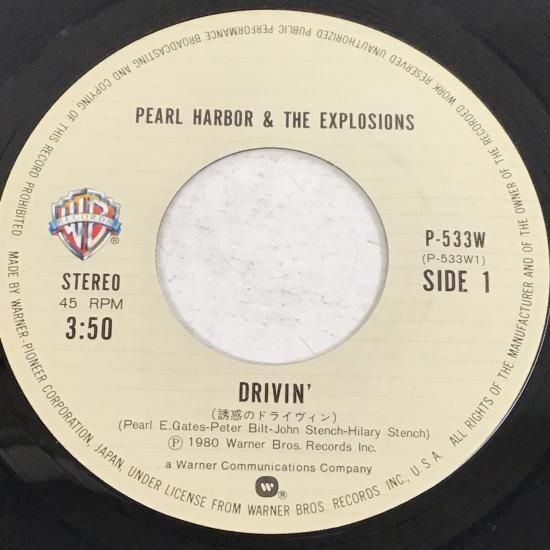 PEARL HARBOR & THE EXPLOSIONS
WB
RECORDS
®
STEREO
45 RPM
3:50
P-533W
(P-533W1)
SIDE 1
DRIVIN'
(誘惑のドライヴィン)
(Pearl E.Gates-Peter Bilt-John Stench-Hilary Stench)
Ⓟ 1980 Warner Bros. Records Inc.
a Warner Communications Company
W®
MADE BY WARNER-PIONEER CORPORATION, JAPAN, UNDER LICENSE FROM WARNER BROS. RECORDS INC., U.S.A. ALL RIGHTS OF THE MANUFACTURER AND OF THE OWNER OF THE RECORDED WORK RESERVED UNAUTHORIZED PUBLIC PERFORMANCE BROADCASTING AND COPYING OF THIS RECORD PROHIBITED